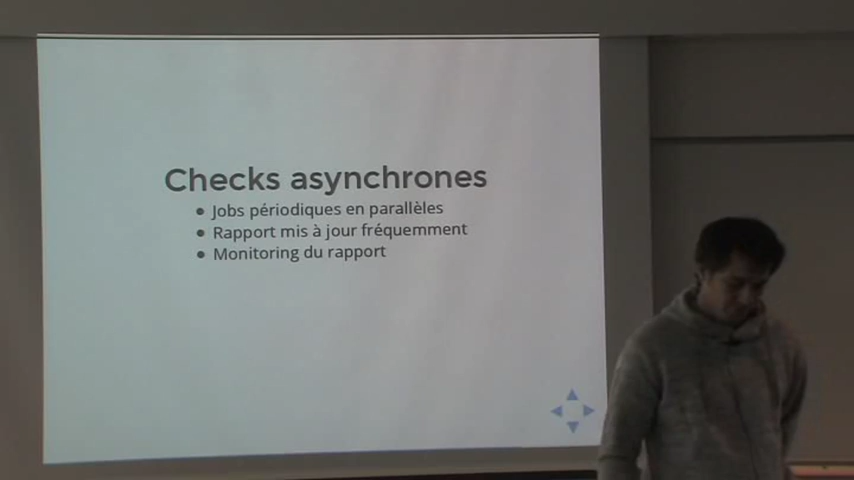 Checks asynchrones
Jobs périodiques en parallèles
Rapport mis à jour fréquemment
Monitoring du rapport